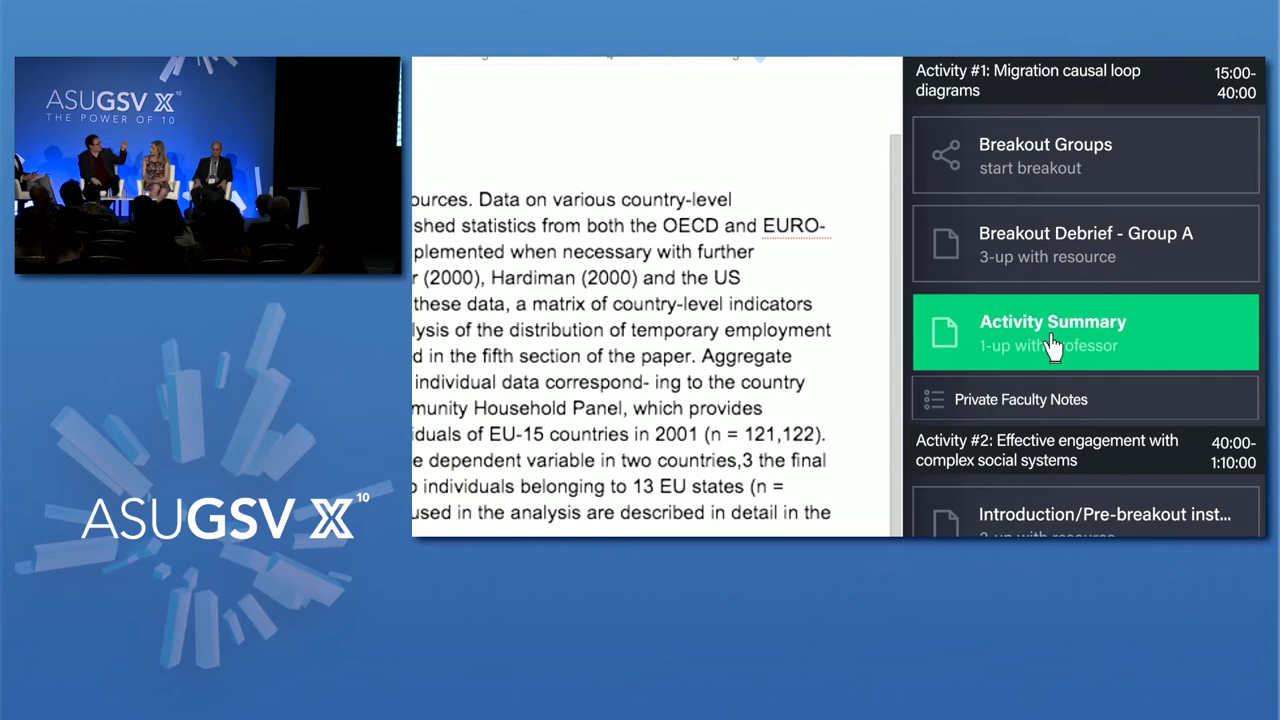 ASUGSV X10
THE POWER OF 10
ASUGSV X10
ources. Data on various country-level
shed statistics from both the OECD and EURO-
plemented when necessary with further
r (2000), Hardiman (2000) and the US
these data, a matrix of country-level indicators
lysis of the distribution of temporary employment
d in the fifth section of the paper. Aggregate
individual data correspond- ing to the country
munity Household Panel, which provides
iduals of EU-15 countries in 2001 (n = 121,122).
e dependent variable in two countries,3 the final
o individuals belonging to 13 EU states (n =
used in the analysis are described in detail in the
Activity #1: Migration causal loop
diagrams
15:00-
40:00
Breakout Groups
start breakout
Breakout Debrief - Group A
3-up with resource
Activity Summary
1-up with professor
Private Faculty Notes
Activity #2: Effective engagement with
complex social systems
40:00-
1:10:00
Introduction/Pre-breakout inst...
2-up with resource